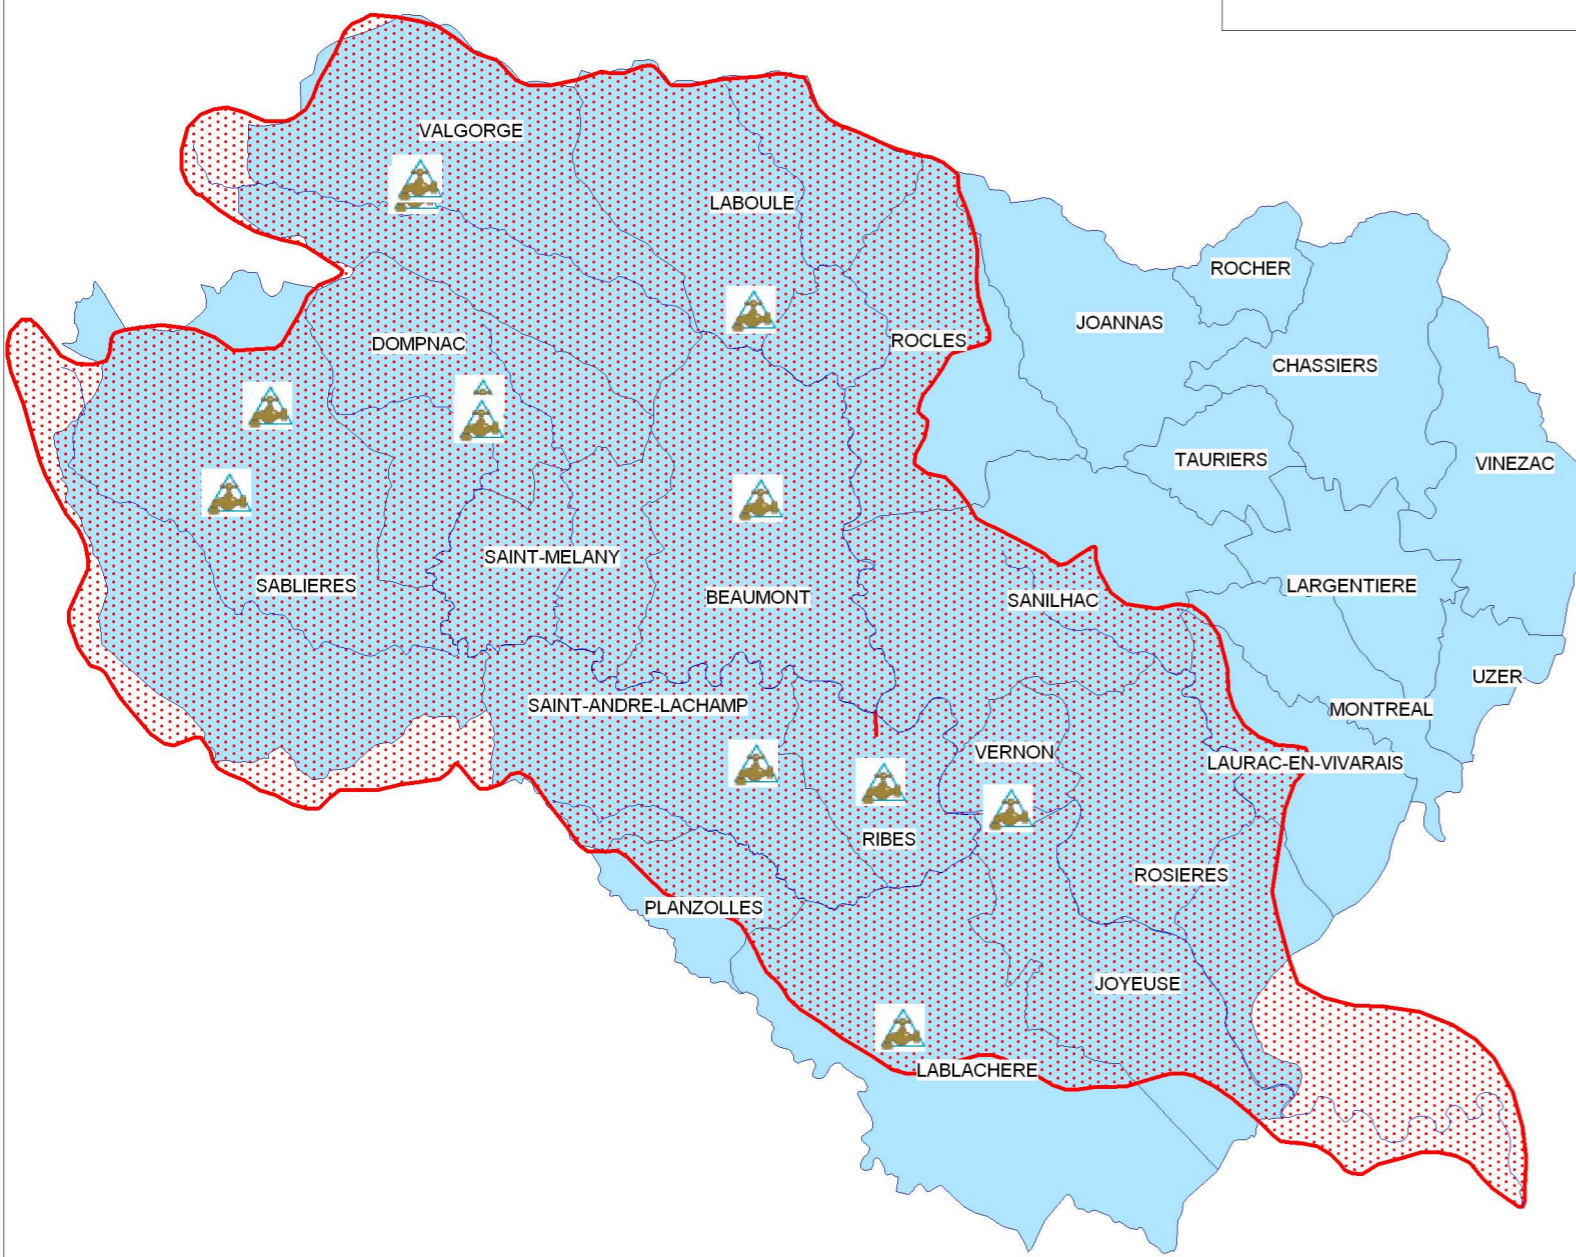 VALGORGE
LABOULE
ROCHER
JOANNAS
DOMPNAC
ROCLES
CHASSIERS
TAURIERS
VINEZAC
SAINT-MELANY
SABLIERES
BEAUMONT
SANILHAC
LARGENTIERE
UZER
SAINT-ANDRE-LACHAMP
MONTREAL
VERNON
LAURAC-EN-VIVARAIS
RIBES
ROSIERES
PLANZOLLES
JOYEUSE
LABLACHERE